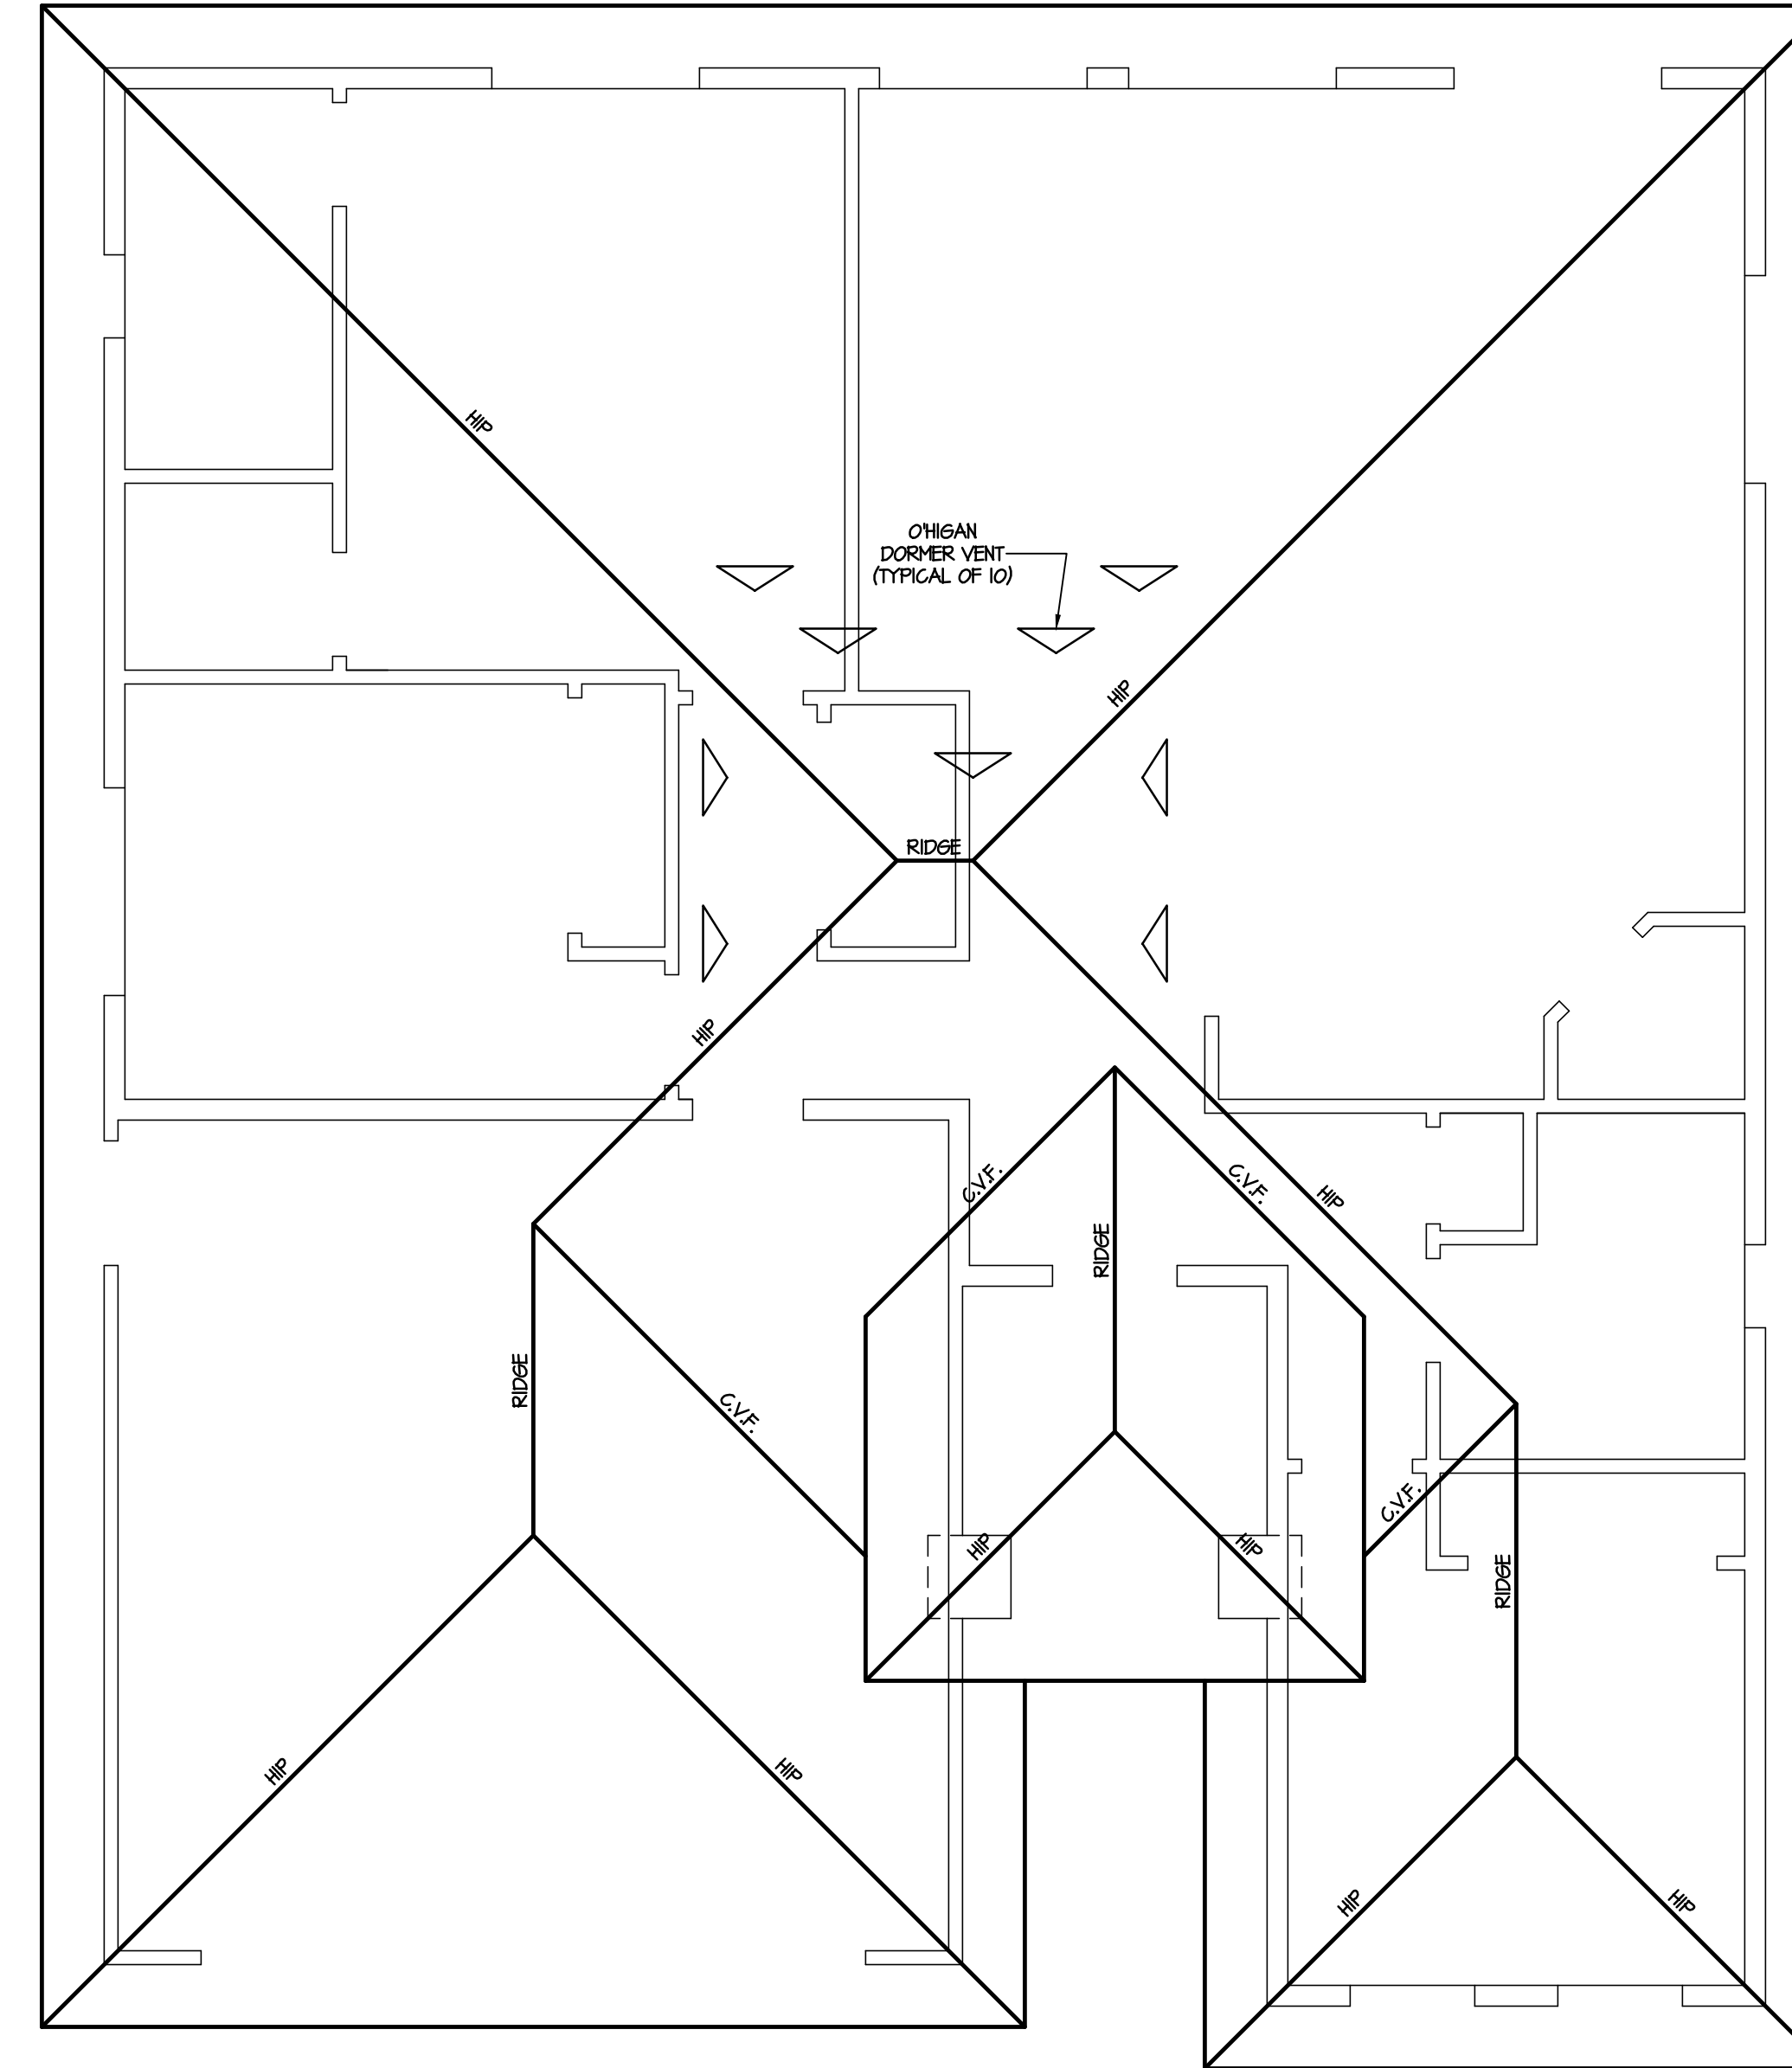 HIP
O'HIGAN
DORMER VENT
(TYPICAL OF 10)
HIP
RIDGE
HIP
C.V.F.
C.V.F.
HIP
RIDGE
RIDGE
C.V.F.
C.V.F.
HIP
HIP
RIDGE
HIP
HIP
HIP
HIP